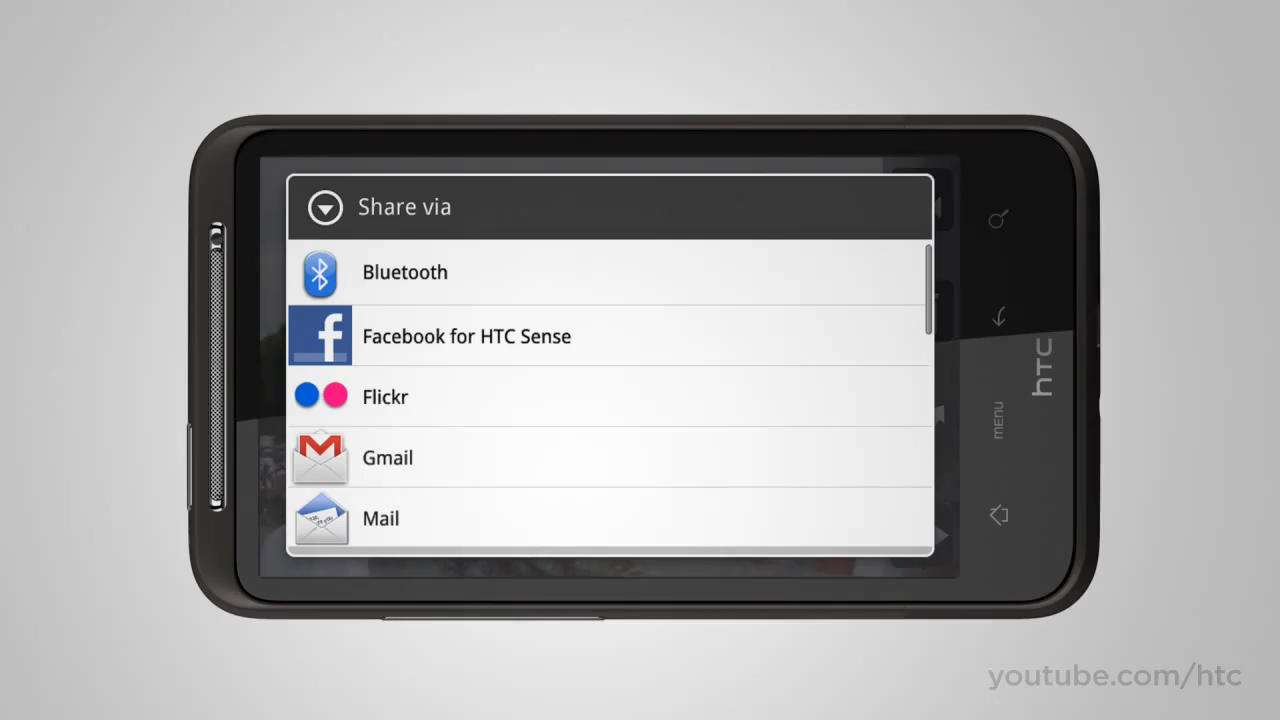 Share via
Bluetooth
Facebook for HTC Sense
Flickr
Gmail
Mail
hTC
MENU
youtube.com/htc